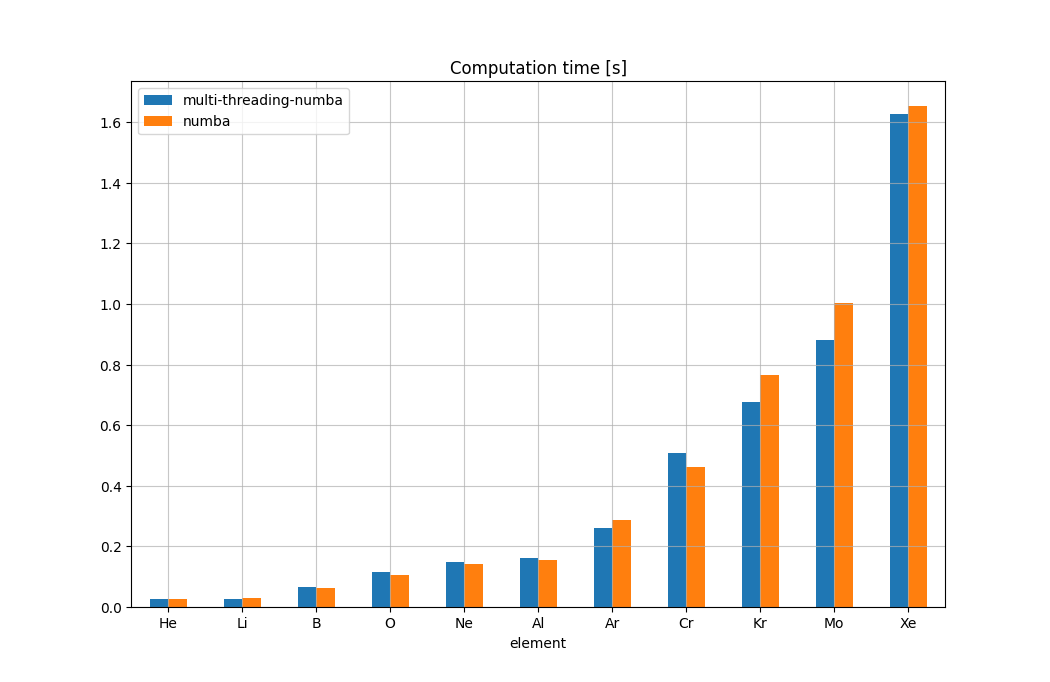 Computation time [s]
multi-threading-numba
numba
1.6
1.4
1.2
1.0
0.8
0.6
0.4
0.2
0.0
He Li B O Ne Al Ar Cr Kr Mo Xe
element